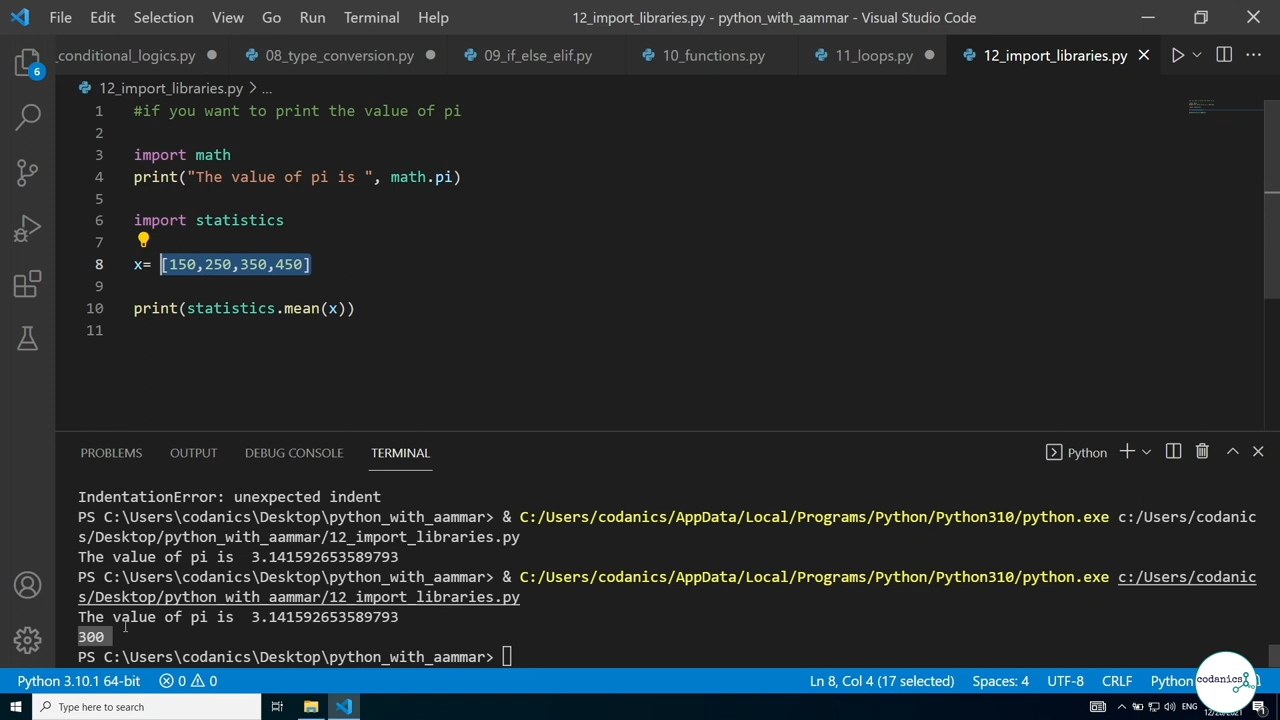 File Edit Selection View Go Run Terminal Help 12_import_libraries.py - python_with_aammar - Visual Studio Code
_conditional_logics.py 08_type_conversion.py 09_if_else_elif.py 10_functions.py 11_loops.py 12_import_libraries.py
6
12_import_libraries.py > ...
1 #if you want to print the value of pi
2
3 import math
4 print("The value of pi is ", math.pi)
5
6 import statistics
7
8 x= [150,250,350,450]
9
10 print(statistics.mean(x))
11
PROBLEMS OUTPUT DEBUG CONSOLE TERMINAL Python
IndentationError: unexpected indent
PS C:\Users\codanics\Desktop\python_with_aammar> & C:/Users/codanics/AppData/Local/Programs/Python/Python310/python.exe c:/Users/codanic
s/Desktop/python_with_aammar/12_import_libraries.py
The value of pi is  3.141592653589793
PS C:\Users\codanics\Desktop\python_with_aammar> & C:/Users/codanics/AppData/Local/Programs/Python/Python310/python.exe c:/Users/codanic
s/Desktop/python_with_aammar/12_import_libraries.py
The value of pi is  3.141592653589793
300
PS C:\Users\codanics\Desktop\python_with_aammar>
Python 3.10.1 64-bit 0 0 Ln 8, Col 4 (17 selected) Spaces: 4 UTF-8 CRLF Python
codanics
Type here to search ENG